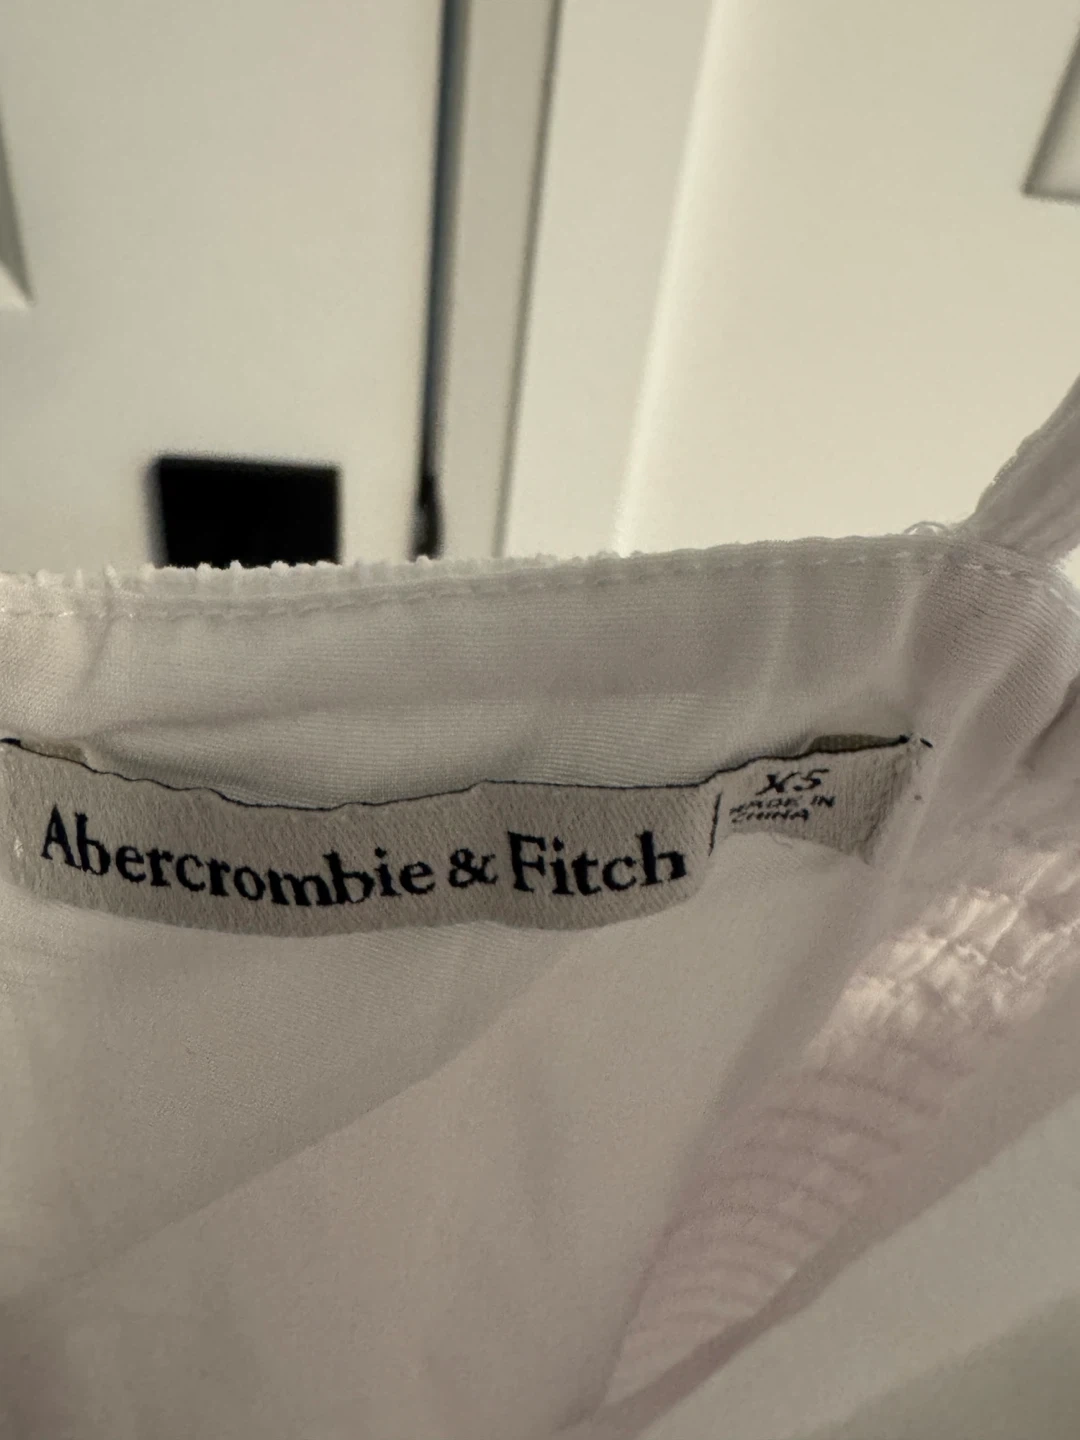 Abercrombie & Fitch
XS
MADE IN
CHINA